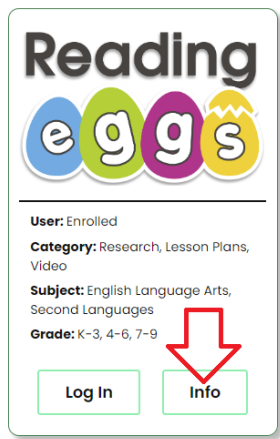 Reading
eggs
User: Enrolled
Category: Research, Lesson Plans,
Video
Subject: English Language Arts,
Second Languages
Grade: K-3, 4-6, 7-9
Log In Info